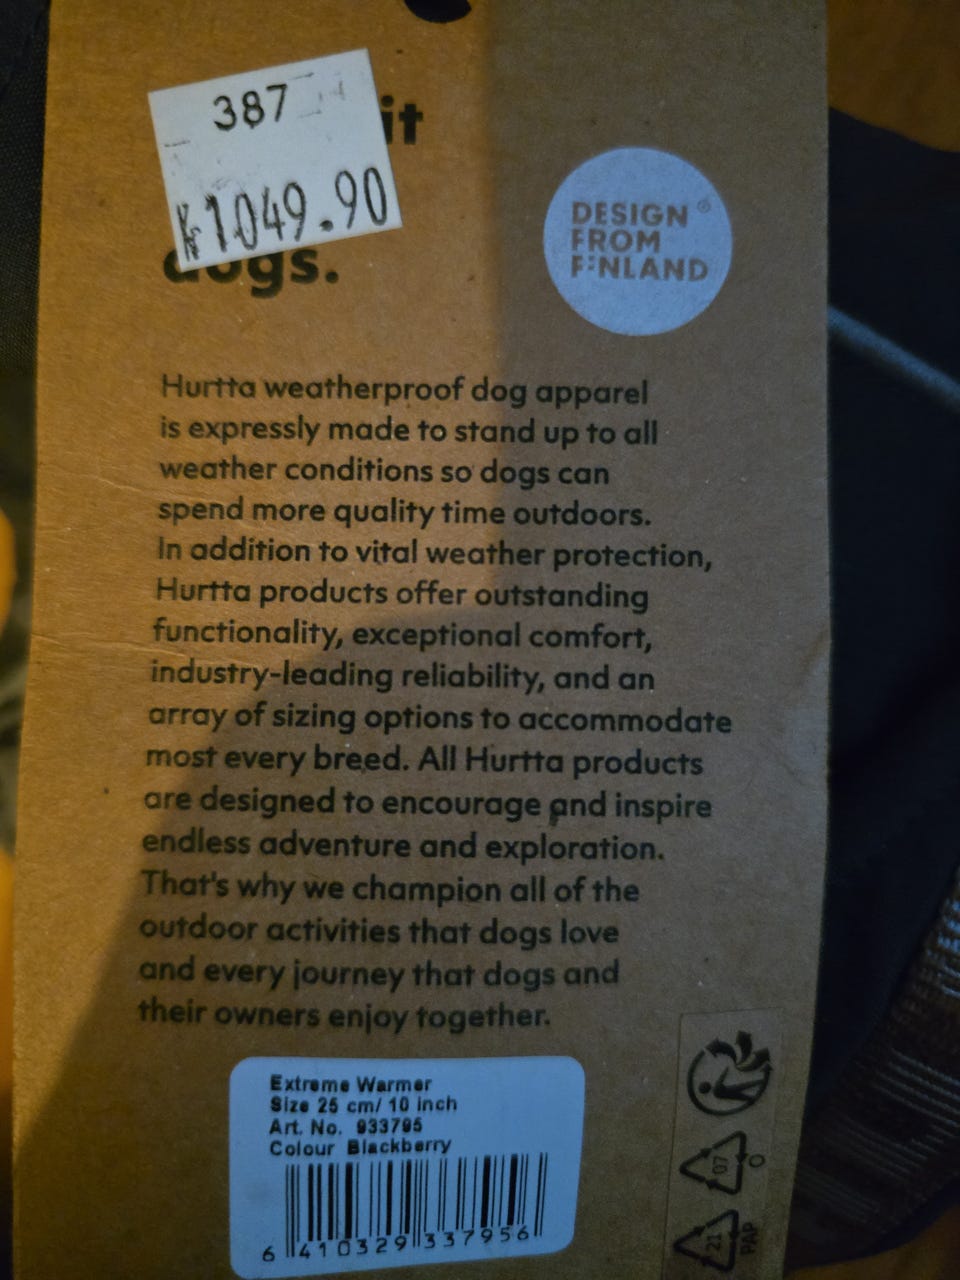 387
kr1049.90
it
dogs.
DESIGN ®
FROM
FINLAND
Hurtta weatherproof dog apparel
is expressly made to stand up to all
weather conditions so dogs can
spend more quality time outdoors.
In addition to vital weather protection,
Hurtta products offer outstanding
functionality, exceptional comfort,
industry-leading reliability, and an
array of sizing options to accommodate
most every breed. All Hurtta products
are designed to encourage and inspire
endless adventure and exploration.
That's why we champion all of the
outdoor activities that dogs love
and every journey that dogs and
their owners enjoy together.
Extreme Warmer
Size 25 cm/ 10 inch
Art. No. 933795
Colour Blackberry
6 410329 337956
07
O
21
PAP